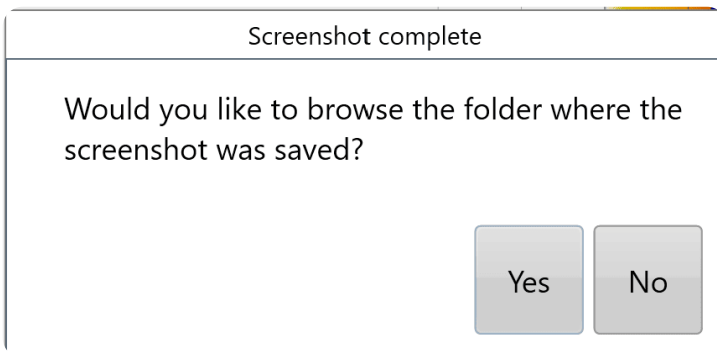 Screenshot complete
Would you like to browse the folder where the
screenshot was saved?
Yes No